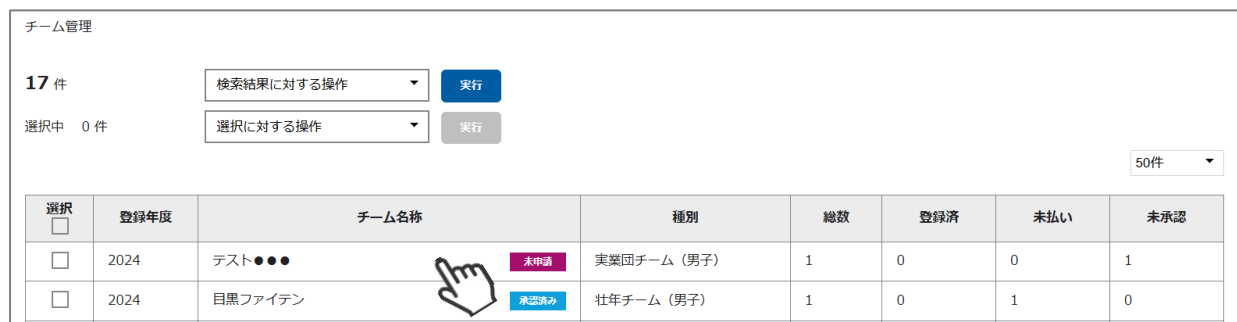 チーム管理
17 件 検索結果に対する操作 実行
選択中 0 件 選択に対する操作 実行
50件
選択 登録年度 チーム名称 種別 総数 登録済 未払い 未承認
2024 テスト●●● 未申請 実業団チーム（男子） 1 0 0 1
2024 目黒ファイテン 承認済み 壮年チーム（男子） 1 0 1 0